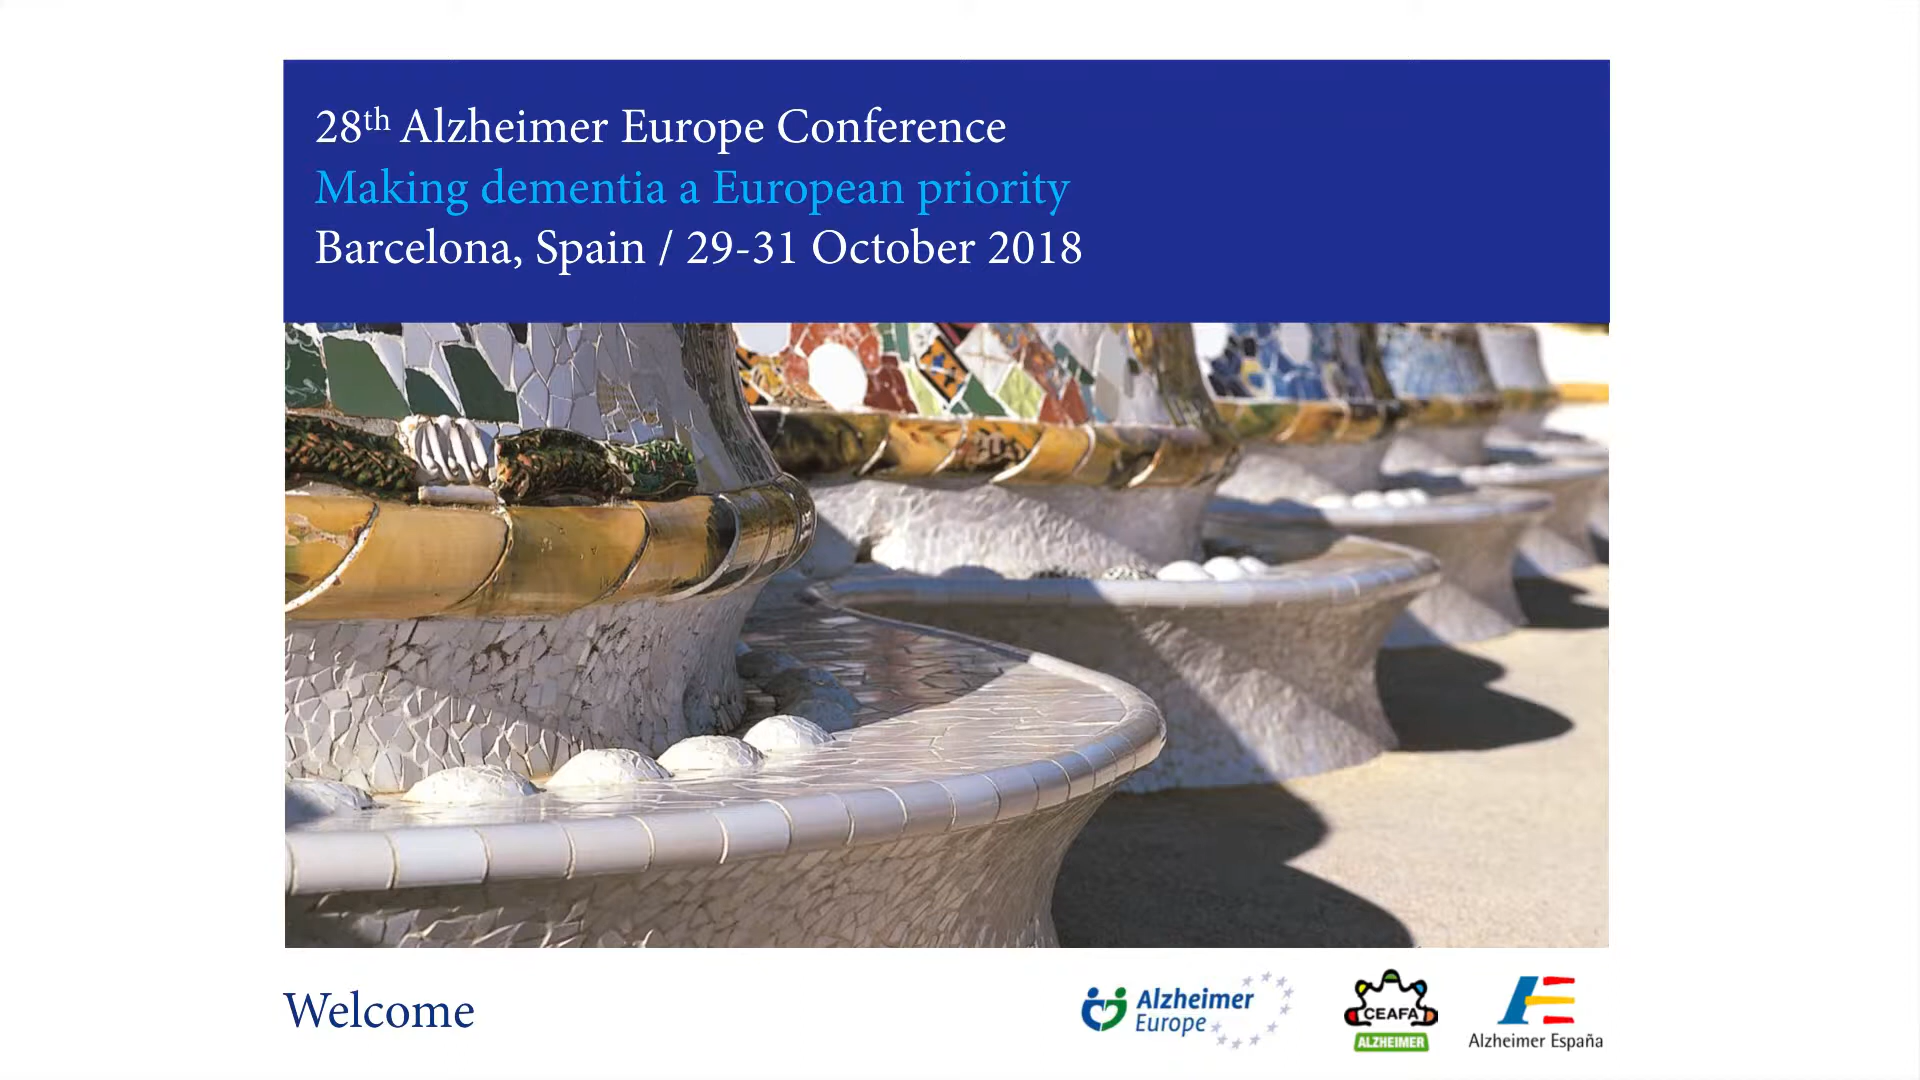 28th Alzheimer Europe Conference
Making dementia a European priority
Barcelona, Spain / 29-31 October 2018
Welcome
Alzheimer
Europe
CEAFA
ALZHEIMER
Alzheimer España